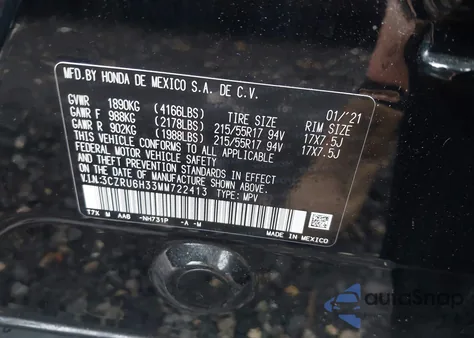 MFD.BY HONDA DE MEXICO S.A. DE C.V.
01/'21
GVWR 1890KG (4166LBS) TIRE SIZE RIM SIZE
GAWR F 988KG (2178LBS) 215/55R17 94V 17X7.5J
GAWR R 902KG (1988LBS) 215/55R17 94V 17X7.5J
THIS VEHICLE CONFORMS TO ALL APPLICABLE
FEDERAL MOTOR VEHICLE SAFETY
AND THEFT PREVENTION STANDARDS IN EFFECT
ON THE DATE OF MANUFACTURE SHOWN ABOVE.
V.I.N:3CZRU6H33MM722413 TYPE: MPV
T7X M AA6 -NH731P -A -M
MADE IN MEXICO
autoSnap